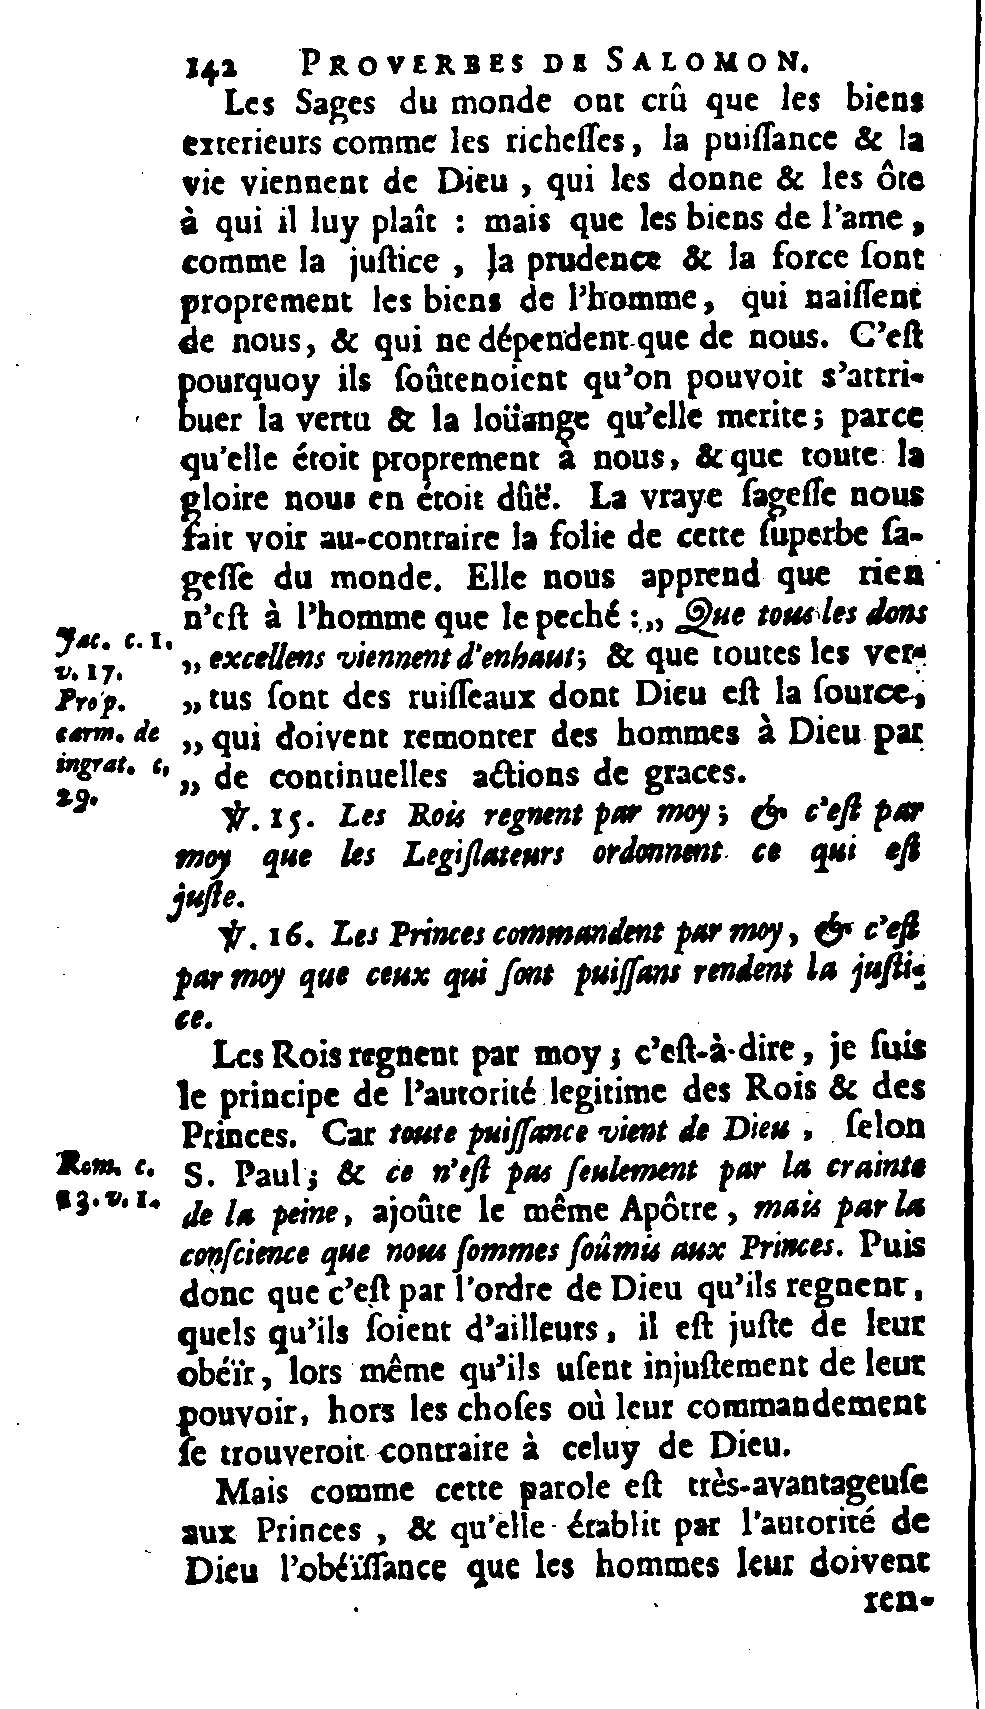 142 PROVERBES DE SALOMON.
Les Sages du monde ont crû que les biens
exterieurs comme les richeſſes, la puiſſance & la
vie viennent de Dieu, qui les donne & les ôte
à qui il luy plaît : mais que les biens de l'ame,
comme la juſtice, la prudence & la force ſont
proprement les biens de l'homme, qui naiſſent
de nous, & qui ne dépendent que de nous. C'eſt
pourquoy ils ſoûtenoient qu'on pouvoit s'attri-
buer la vertu & la loüange qu'elle merite; parce
qu'elle étoit proprement à nous, & que toute la
gloire nous en étoit dûë. La vraye ſageſſe nous
fait voir au-contraire la folie de cette ſuperbe ſa-
geſſe du monde. Elle nous apprend que rien
n'eſt à l'homme que le peché : „ Que tous les dons
Jac. c. 1. „ excellens viennent d'enhaut; & que toutes les ver-
v. 17.
Proſp. „ tus ſont des ruiſſeaux dont Dieu eſt la ſource,
carm. de „ qui doivent remonter des hommes à Dieu par
ingrat. c. „ de continuelles actions de graces.
29.
℣. 15. Les Rois regnent par moy; & c'eſt par
moy que les Legiſlateurs ordonnent ce qui eſt
juſte.
℣. 16. Les Princes commandent par moy, & c'eſt
par moy que ceux qui ſont puiſſans rendent la juſti-
ce.
Les Rois regnent par moy; c'eſt-à-dire, je ſuis
le principe de l'autorité legitime des Rois & des
Princes. Car toute puiſſance vient de Dieu, ſelon
Rom. c. S. Paul; & ce n'eſt pas ſeulement par la crainte
13. v. 1. de la peine, ajoûte le même Apôtre, mais par la
conſcience que nous ſommes ſoûmis aux Princes. Puis
donc que c'eſt par l'ordre de Dieu qu'ils regnent,
quels qu'ils ſoient d'ailleurs, il eſt juſte de leur
obéïr, lors même qu'ils uſent injuſtement de leur
pouvoir, hors les choſes où leur commandement
ſe trouveroit contraire à celuy de Dieu.
Mais comme cette parole eſt très-avantageuſe
aux Princes, & qu'elle établit par l'autorité de
Dieu l'obéïſſance que les hommes leur doivent
ren-